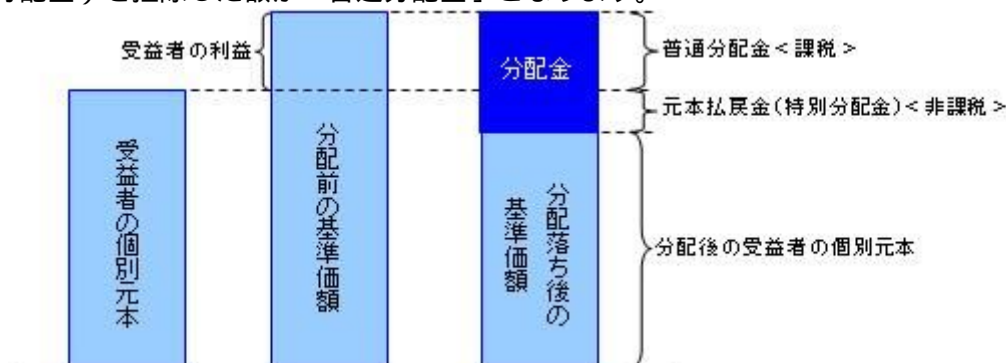 受益者の利益
分配金
普通分配金<課税>
元本払戻金(特別分配金)<非課税>
受益者の個別元本
分配前の基準価額
分配落ち後の
基準価額
分配後の受益者の個別元本